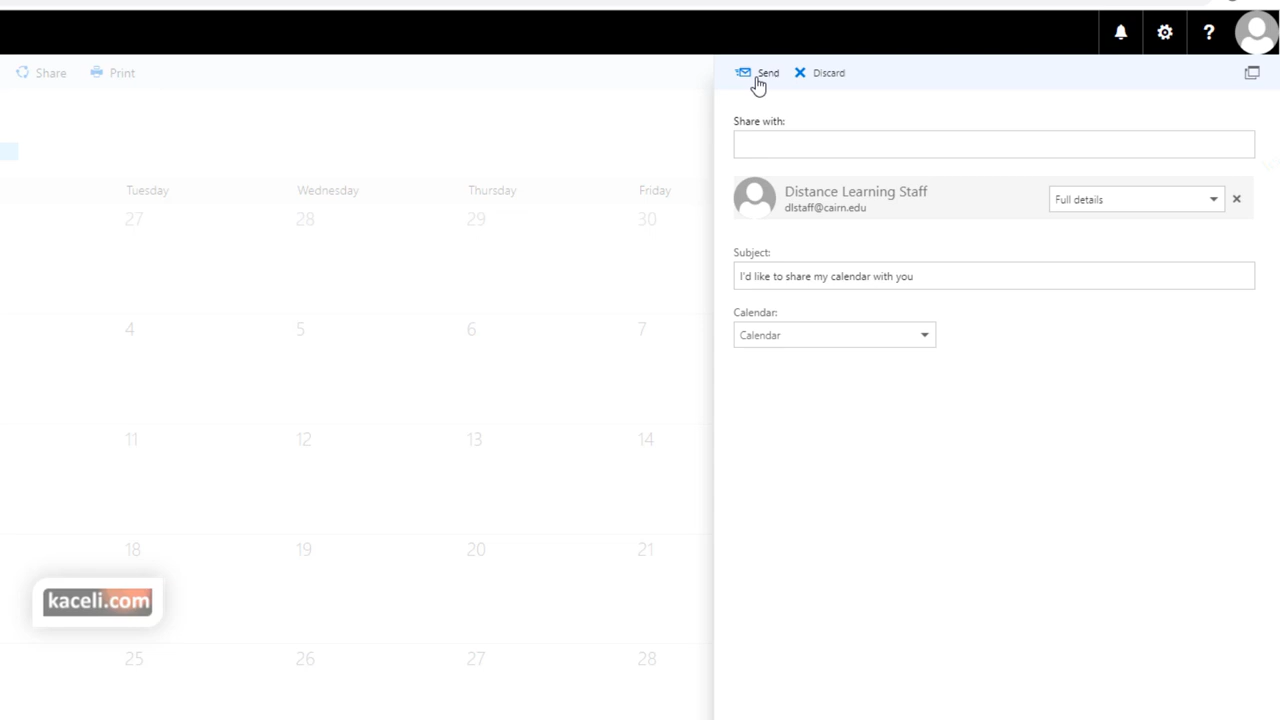 Share Print
Send Discard
Share with:
Distance Learning Staff
dlstaff@cairn.edu
Full details
Subject:
I'd like to share my calendar with you
Calendar:
Calendar
Tuesday Wednesday Thursday Friday
27 28 29 30
4 5 6 7
11 12 13 14
18 19 20 21
25 26 27 28
kaceli.com